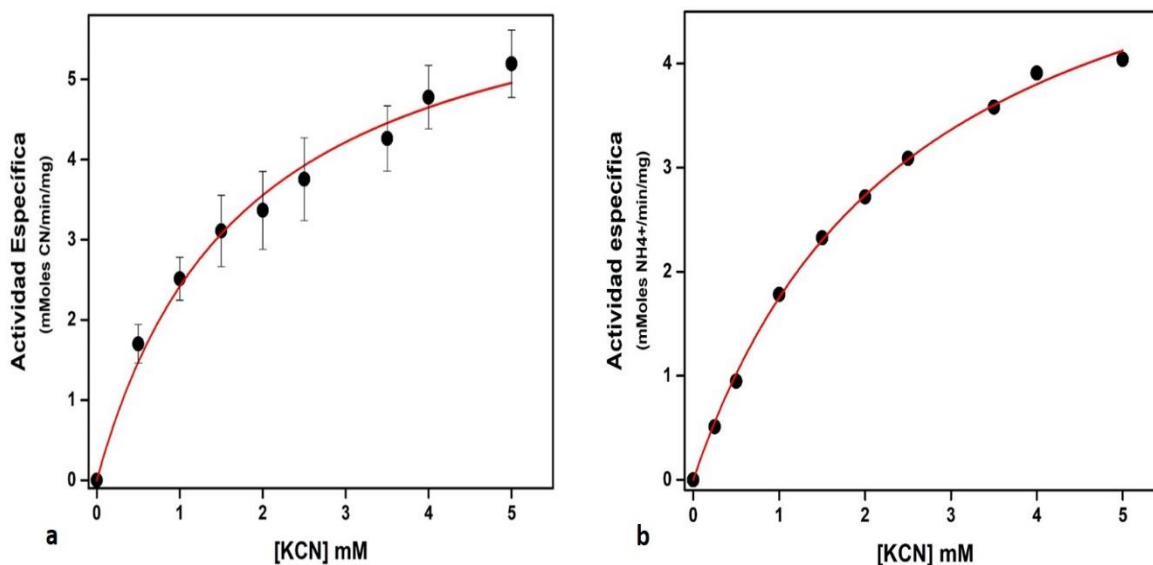 Actividad Específica
(mMoles CN/min/mg)
5
4
3
2
1
0
0 1 2 3 4 5
[KCN] mM
a
Actividad específica
(mMoles NH4+/min/mg)
4
3
2
1
0
0 1 2 3 4 5
[KCN] mM
b